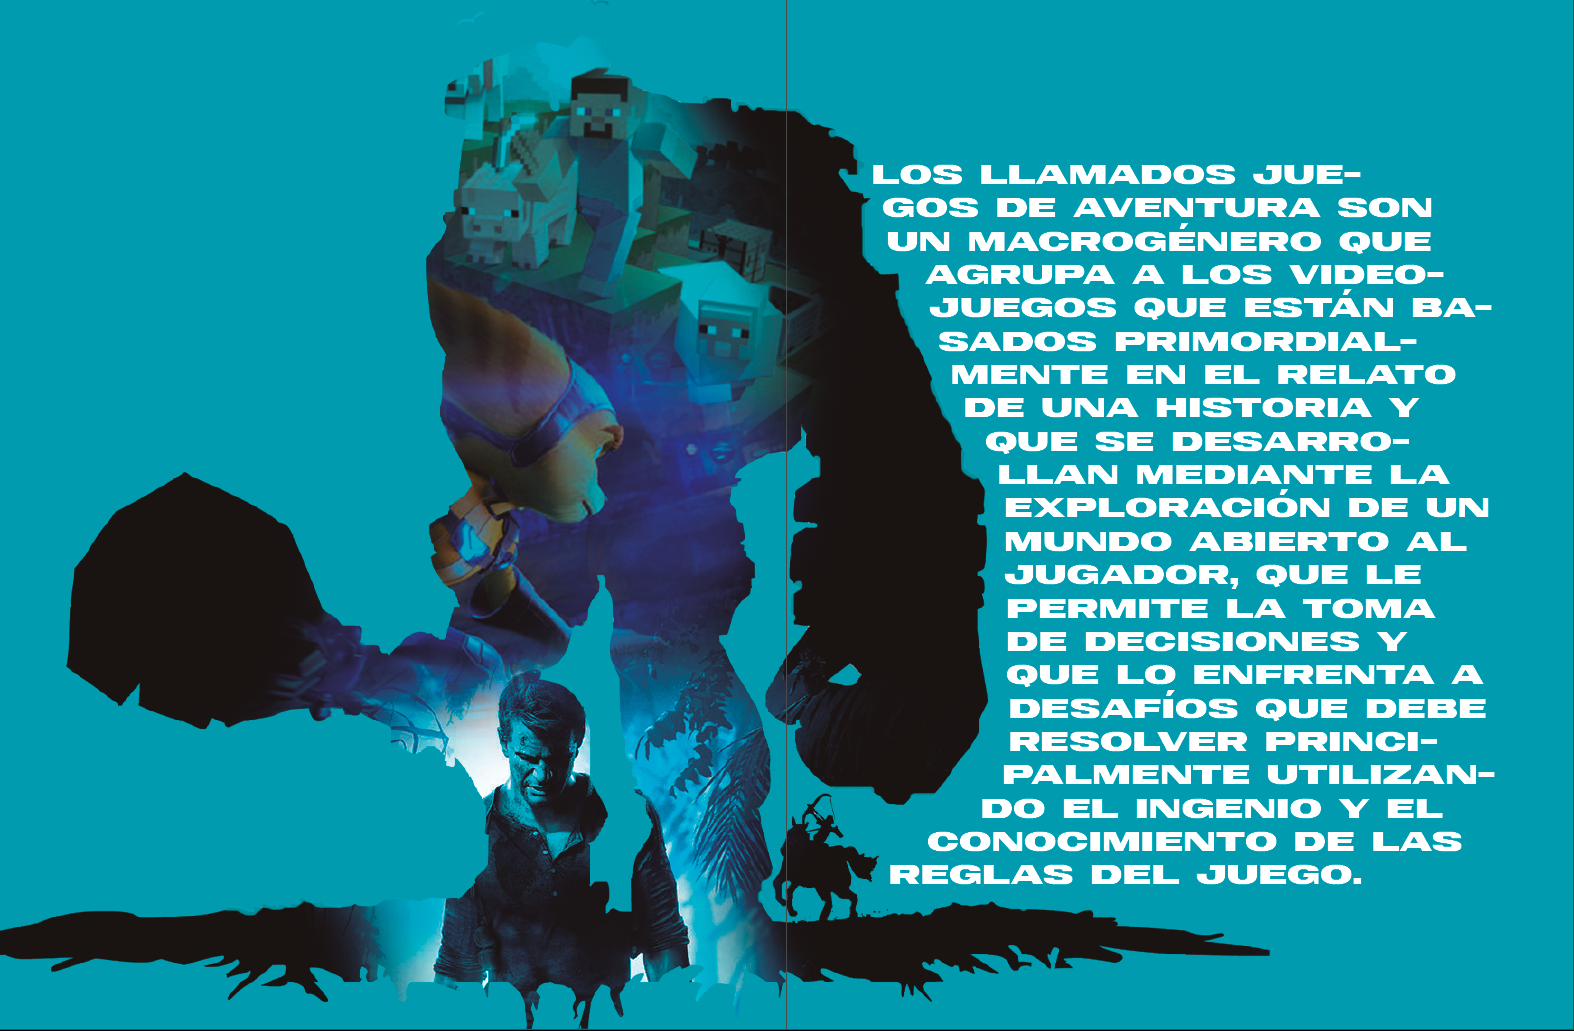 LOS LLAMADOS JUE-
GOS DE AVENTURA SON
UN MACROGÉNERO QUE
AGRUPA A LOS VIDEO-
JUEGOS QUE ESTÁN BA-
SADOS PRIMORDIAL-
MENTE EN EL RELATO
DE UNA HISTORIA Y
QUE SE DESARRO-
LLAN MEDIANTE LA
EXPLORACIÓN DE UN
MUNDO ABIERTO AL
JUGADOR, QUE LE
PERMITE LA TOMA
DE DECISIONES Y
QUE LO ENFRENTA A
DESAFÍOS QUE DEBE
RESOLVER PRINCI-
PALMENTE UTILIZAN-
DO EL INGENIO Y EL
CONOCIMIENTO DE LAS
REGLAS DEL JUEGO.